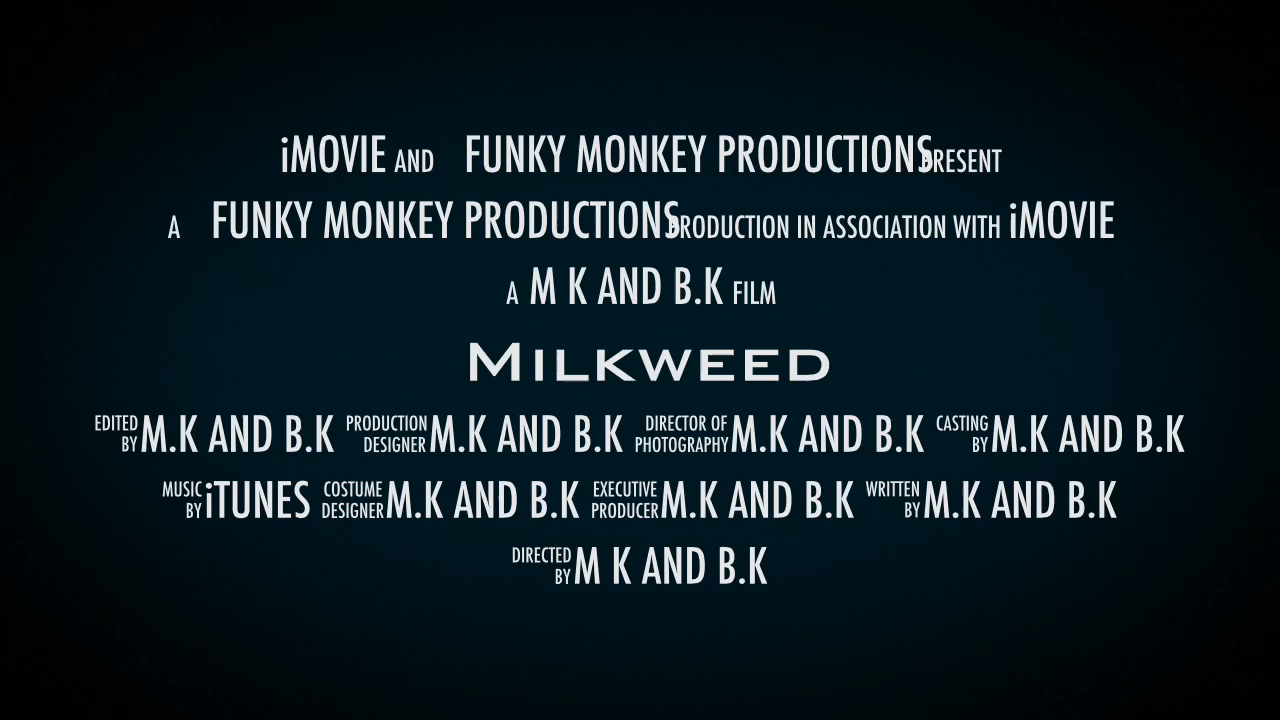 iMOVIE AND FUNKY MONKEY PRODUCTIONS PRESENT
A FUNKY MONKEY PRODUCTIONS PRODUCTION IN ASSOCIATION WITH iMOVIE
A M K AND B.K FILM
MILKWEED
EDITED BY M.K AND B.K PRODUCTION DESIGNER M.K AND B.K DIRECTOR OF PHOTOGRAPHY M.K AND B.K CASTING BY M.K AND B.K
MUSIC BY iTUNES COSTUME DESIGNER M.K AND B.K EXECUTIVE PRODUCER M.K AND B.K WRITTEN BY M.K AND B.K
DIRECTED BY M K AND B.K